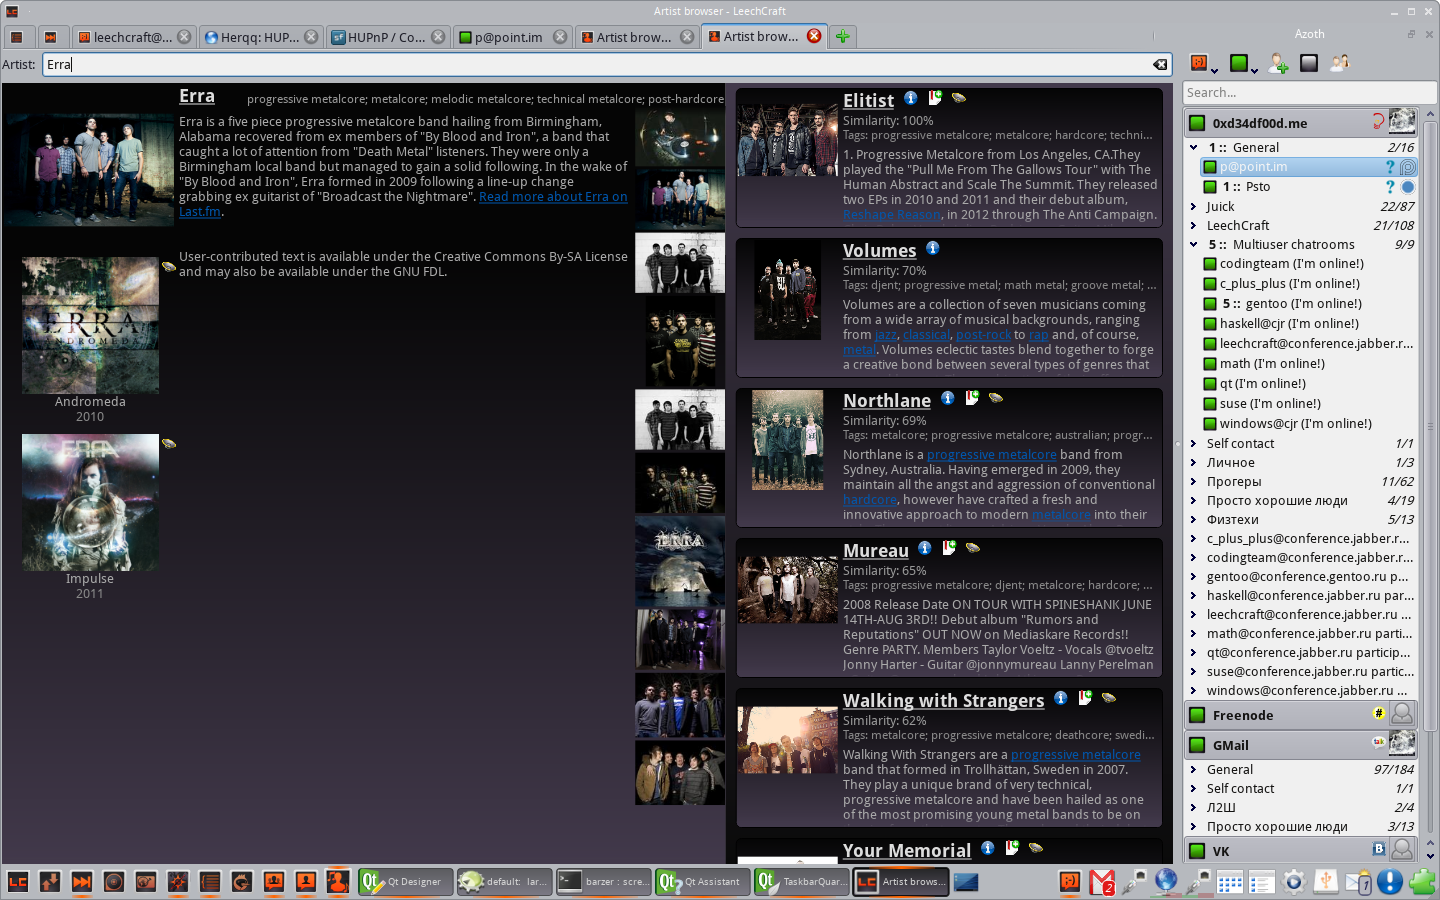 Artist browser - LeechCraft
leechcraft@...
Herqq: HUP...
HUPnP / Co...
p@point.im
Artist brow...
Artist brow...
Azoth
Artist:
Erra
Erra
progressive metalcore; metalcore; melodic metalcore; technical metalcore; post-hardcore
Erra is a five piece progressive metalcore band hailing from Birmingham,
Alabama recovered from ex members of "By Blood and Iron", a band that
caught a lot of attention from "Death Metal" listeners. They were only a
Birmingham local band but managed to gain a solid following. In the wake of
"By Blood and Iron", Erra formed in 2009 following a line-up change
grabbing ex guitarist of "Broadcast the Nightmare". Read more about Erra on
Last.fm.
User-contributed text is available under the Creative Commons By-SA License
and may also be available under the GNU FDL.
ERRA
ANDROMEDA
Andromeda
2010
ERRA
Impulse
2011
ERRA
Elitist
Similarity: 100%
Tags: progressive metalcore; metalcore; hardcore; techni...
1. Progressive Metalcore from Los Angeles, CA.They
played the "Pull Me From The Gallows Tour" with The
Human Abstract and Scale The Summit. They released
two EPs in 2010 and 2011 and their debut album,
Reshape Reason, in 2012 through The Anti Campaign.
Volumes
Similarity: 70%
Tags: djent; progressive metal; math metal; groove metal; ...
Volumes are a collection of seven musicians coming
from a wide array of musical backgrounds, ranging
from jazz, classical, post-rock to rap and, of course,
metal. Volumes eclectic tastes blend together to forge
a creative bond between several types of genres that
Northlane
Similarity: 69%
Tags: metalcore; progressive metalcore; australian; progr...
Northlane is a progressive metalcore band from
Sydney, Australia. Having emerged in 2009, they
maintain all the angst and aggression of conventional
hardcore, however have crafted a fresh and
innovative approach to modern metalcore into their
Mureau
Similarity: 65%
Tags: progressive metalcore; djent; metalcore; hardcore; ...
2008 Release Date ON TOUR WITH SPINESHANK JUNE
14TH-AUG 3RD!! Debut album "Rumors and
Reputations" OUT NOW on Mediaskare Records!!
Genre PARTY. Members Taylor Voeltz - Vocals @tvoeltz
Jonny Harter - Guitar @jonnymureau Lanny Perelman
Walking with Strangers
Similarity: 62%
Tags: metalcore; progressive metalcore; deathcore; swedi...
Walking With Strangers are a progressive metalcore
band that formed in Trollhättan, Sweden in 2007.
They play a unique brand of very technical,
progressive metalcore and have been hailed as one
of the most promising young metal bands to be on
Your Memorial
Search...
0xd34df00d.me
1 :: General 2/16
p@point.im
1 :: Psto
Juick 22/87
LeechCraft 21/108
5 :: Multiuser chatrooms 9/9
codingteam (I'm online!)
c_plus_plus (I'm online!)
5 :: gentoo (I'm online!)
haskell@cjr (I'm online!)
leechcraft@conference.jabber.r...
math (I'm online!)
qt (I'm online!)
suse (I'm online!)
windows@cjr (I'm online!)
Self contact 1/1
Личное 1/3
Прогеры 11/62
Просто хорошие люди 4/19
Физтехи 5/13
c_plus_plus@conference.jabber.r...
codingteam@conference.jabber....
gentoo@conference.gentoo.ru p...
haskell@conference.jabber.ru par...
leechcraft@conference.jabber.ru ...
math@conference.jabber.ru parti...
qt@conference.jabber.ru particip...
suse@conference.jabber.ru partic...
windows@conference.jabber.ru ...
Freenode
GMail
General 97/184
Self contact 1/1
Л2Ш 2/4
Просто хорошие люди 3/13
VK
Qt Designer
default: lar...
barzer : scre...
Qt Assistant
TaskbarQuar...
Artist brows...
2
1